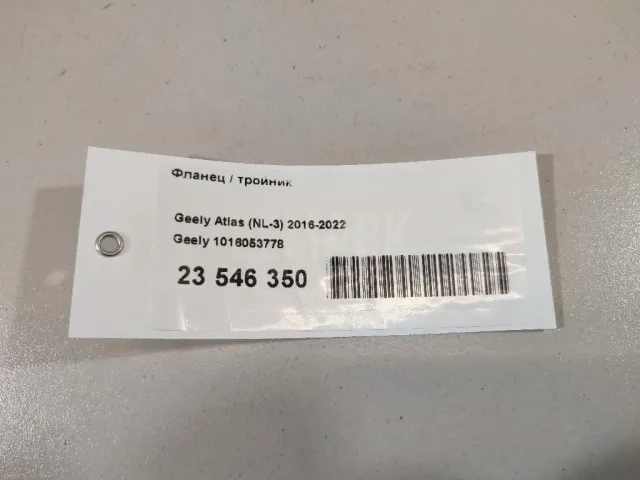 Фланец / тройник
Geely Atlas (NL-3) 2016-2022
Geely 1016053778
23 546 350